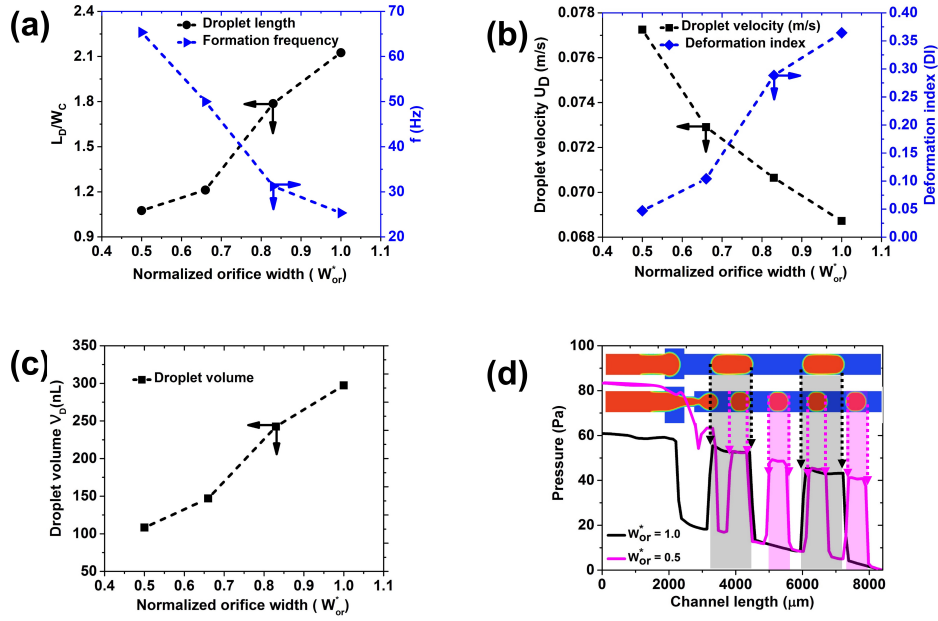 (a)
Droplet length
Formation frequency
2.4
2.1
1.8
1.5
1.2
0.9
L_D/W_C
70
60
50
40
30
20
f (Hz)
0.4 0.5 0.6 0.7 0.8 0.9 1.0 1.1
Normalized orifice width ( W*or)
(b)
Droplet velocity (m/s)
Deformation index
0.078
0.076
0.074
0.072
0.070
0.068
Droplet velocity U_D (m/s)
0.40
0.35
0.30
0.25
0.20
0.15
0.10
0.05
0.00
Deformation index (DI)
0.4 0.5 0.6 0.7 0.8 0.9 1.0 1.1
Normalized orifice width ( W*or)
(c)
Droplet volume
350
300
250
200
150
100
50
Droplet volume V_D(nL)
0.4 0.5 0.6 0.7 0.8 0.9 1.0 1.1
Normalized orifice width ( W*or)
(d)
100
80
60
40
20
0
Pressure (Pa)
W*or = 1.0
W*or = 0.5
0 2000 4000 6000 8000
Channel length (μm)